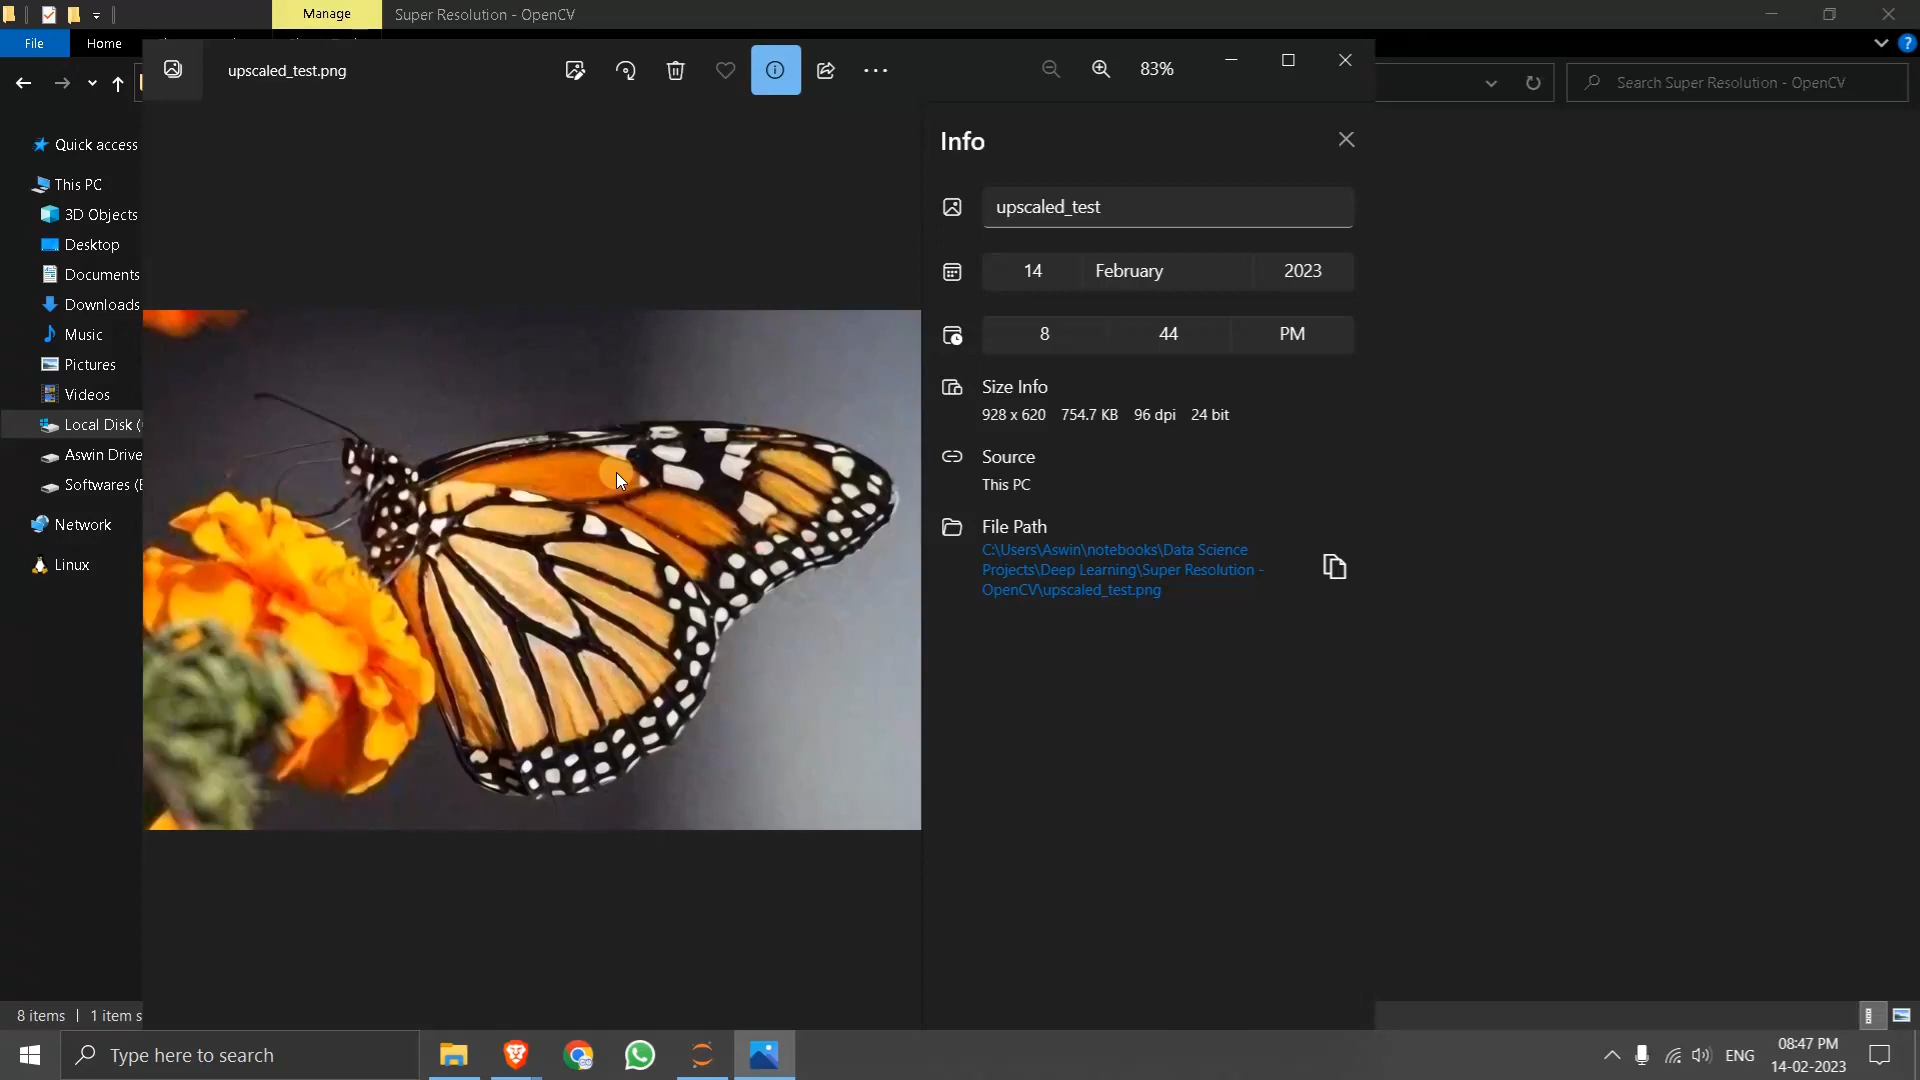 Manage
Super Resolution - OpenCV
File
Home
upscaled_test.png
83%
Search Super Resolution - OpenCV
Quick access
This PC
3D Objects
Desktop
Documents
Downloads
Music
Pictures
Videos
Local Disk (
Aswin Drive
Softwares (E
Network
Linux
Info
upscaled_test
14 February 2023
8 44 PM
Size Info
928 x 620 754.7 KB 96 dpi 24 bit
Source
This PC
File Path
C:\Users\Aswin\notebooks\Data Science
Projects\Deep Learning\Super Resolution -
OpenCV\upscaled_test.png
8 items 1 item s
Type here to search
ENG
08:47 PM
14-02-2023